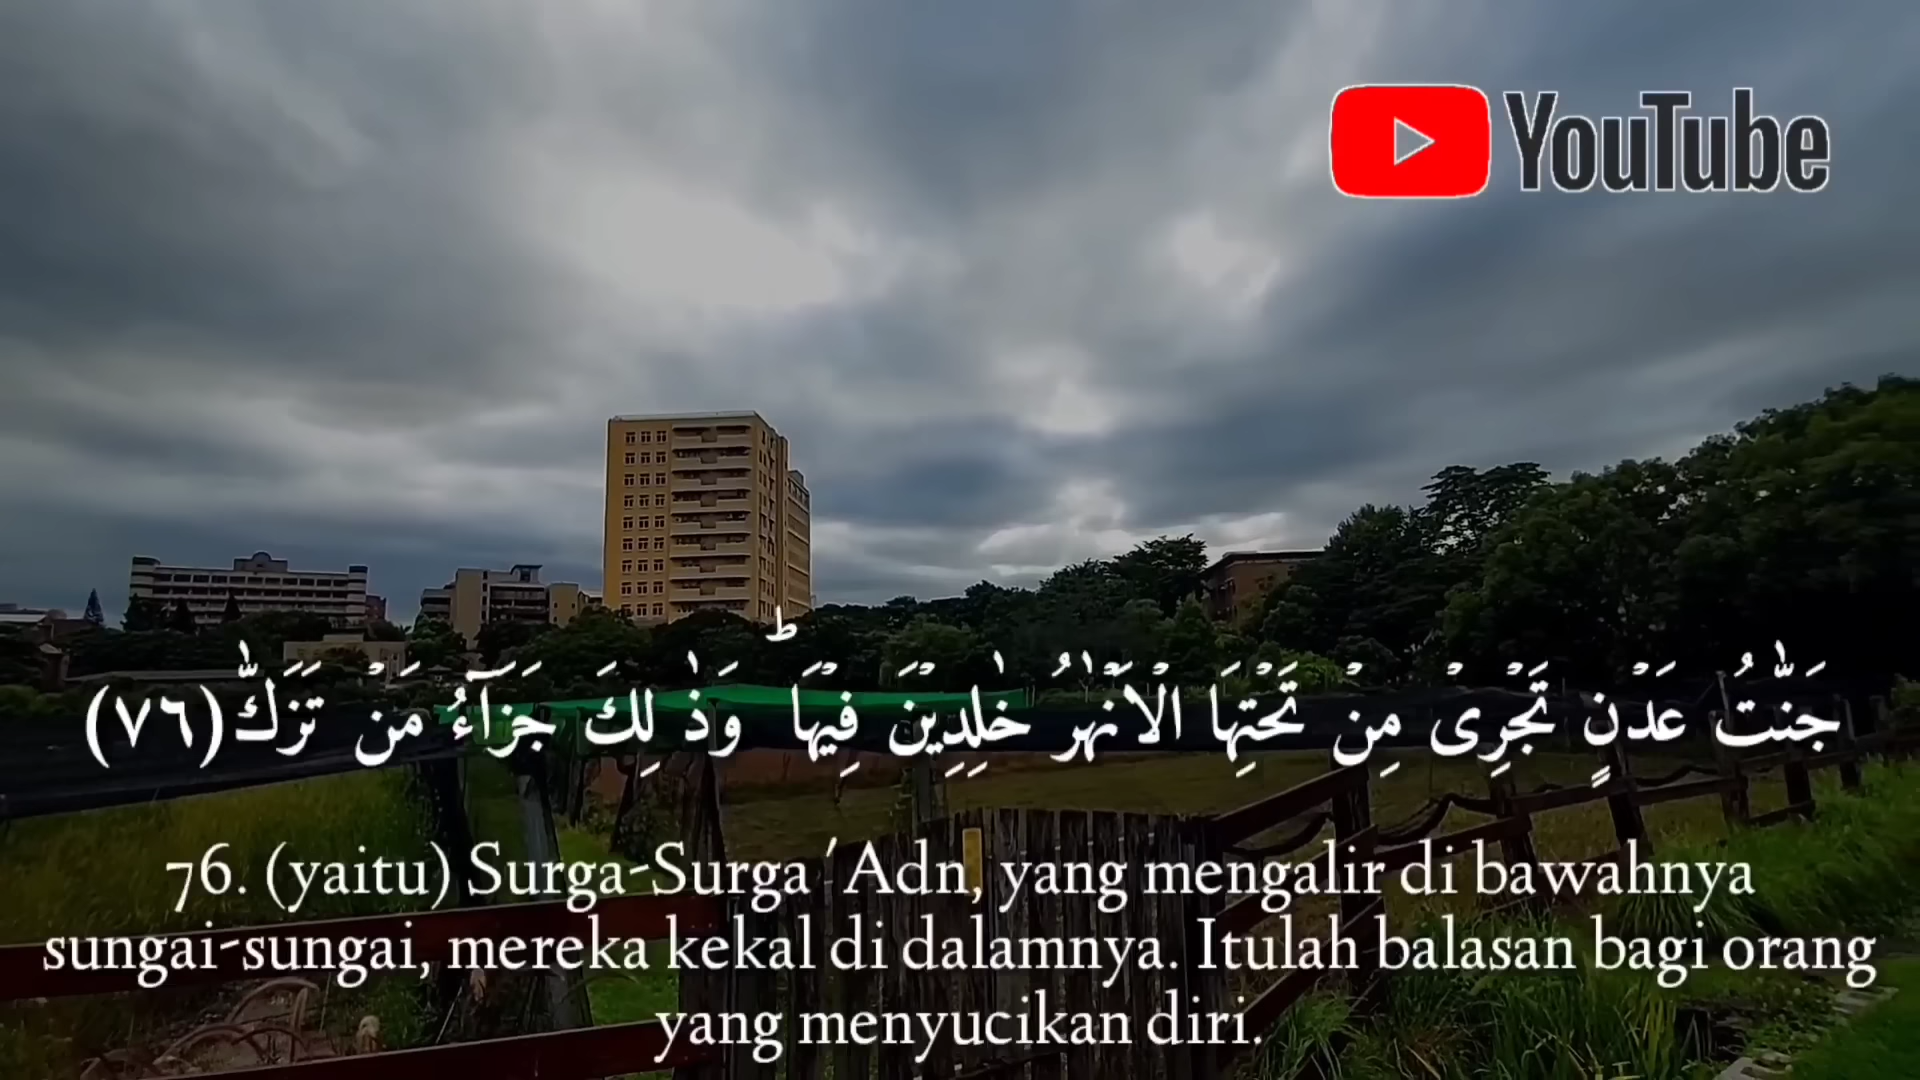 YouTube
جَنّٰتُ عَدْنٍ تَجْرِيْ مِنْ تَحْتِهَا الْاَنْهٰرُ خٰلِدِيْنَ فِيْهَا ۗ وَذٰ لِكَ جَزَآءُ مَنْ تَزَكّٰى (٧٦)
76. (yaitu) Surga-Surga 'Adn, yang mengalir di bawahnya
sungai-sungai, mereka kekal di dalamnya. Itulah balasan bagi orang
yang menyucikan diri.